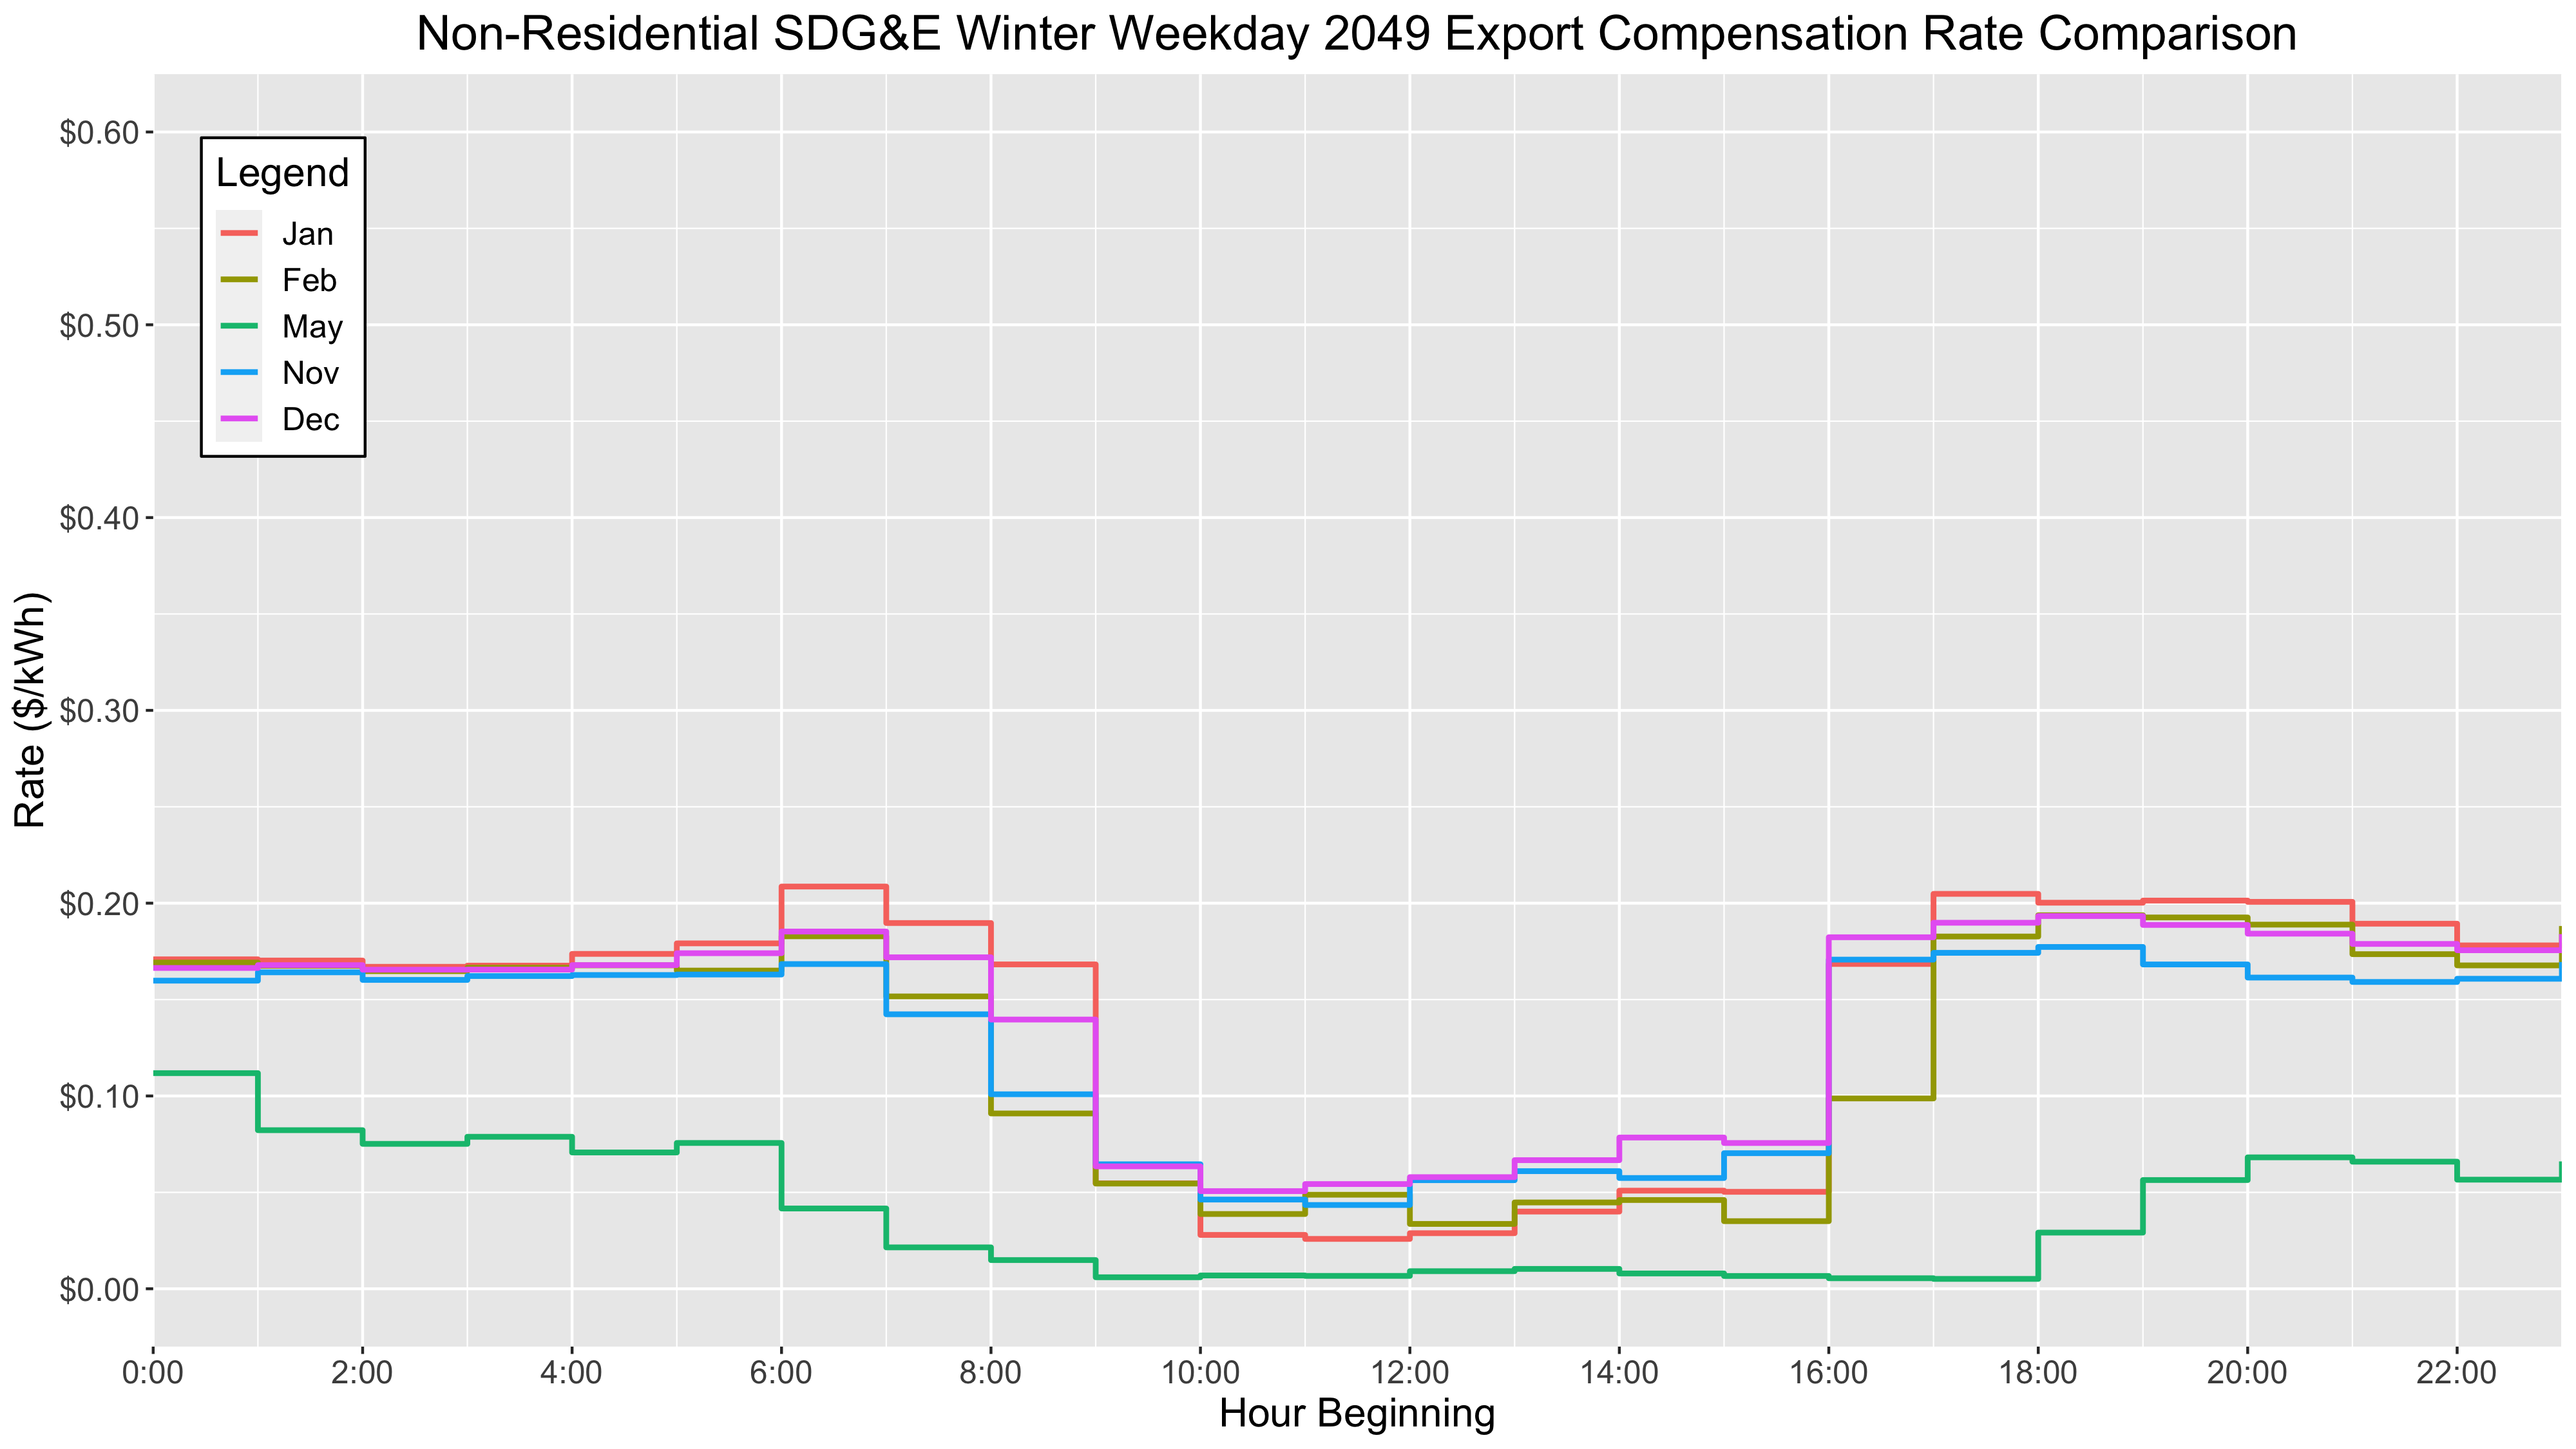 Non-Residential SDG&E Winter Weekday 2049 Export Compensation Rate Comparison
$0.60
$0.50
$0.40
$0.30
$0.20
$0.10
$0.00
Rate ($/kWh)
Legend
Jan
Feb
May
Nov
Dec
0:00 2:00 4:00 6:00 8:00 10:00 12:00 14:00 16:00 18:00 20:00 22:00
Hour Beginning